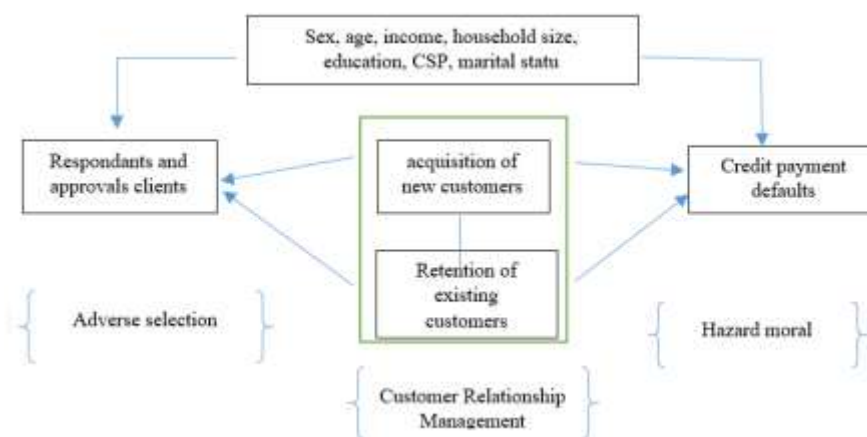 Sex, age, income, household size,
education, CSP, marital statu
Respondants and
approvals clients
acquisition of
new customers
Credit payment
defaults
Retention of
existing
customers
Adverse selection
Hazard moral
Customer Relationship
Management